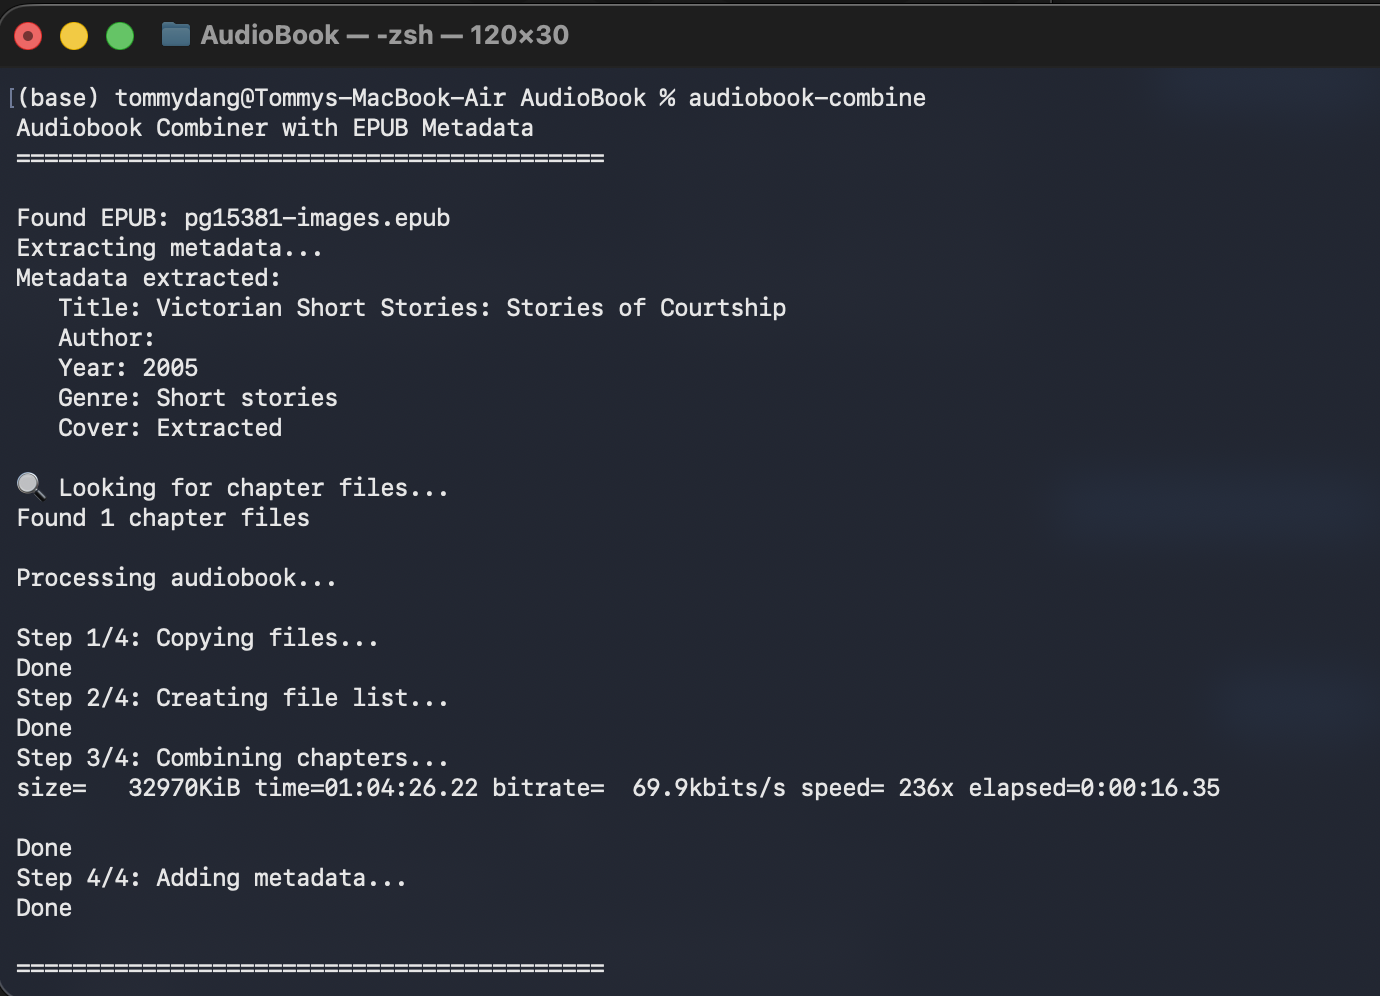 AudioBook — -zsh — 120×30
[(base) tommydang@Tommys-MacBook-Air AudioBook % audiobook-combine
Audiobook Combiner with EPUB Metadata
==========================================
Found EPUB: pg15381-images.epub
Extracting metadata...
Metadata extracted:
   Title: Victorian Short Stories: Stories of Courtship
   Author:
   Year: 2005
   Genre: Short stories
   Cover: Extracted
🔍 Looking for chapter files...
Found 1 chapter files
Processing audiobook...
Step 1/4: Copying files...
Done
Step 2/4: Creating file list...
Done
Step 3/4: Combining chapters...
size=   32970KiB time=01:04:26.22 bitrate=  69.9kbits/s speed= 236x elapsed=0:00:16.35
Done
Step 4/4: Adding metadata...
Done
==========================================